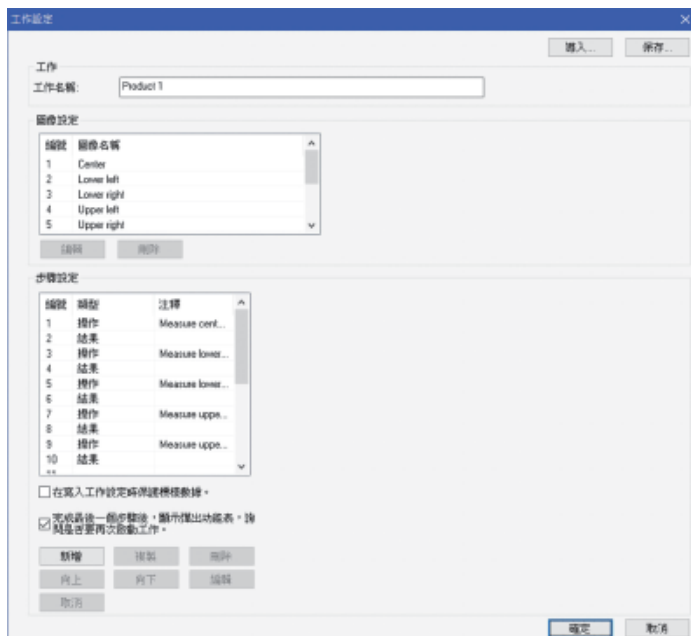 工作設定
導入... 保存...
工作
工作名稱: Product 1
圖像設定
編號 圖像名稱
1 Center
2 Lower left
3 Lower right
4 Upper left
5 Upper right
編輯 刪除
步驟設定
編號 類型 注釋
1 操作 Measure cent...
2 結果
3 操作 Measure lower...
4 結果
5 操作 Measure lower...
6 結果
7 操作 Measure uppe...
8 結果
9 操作 Measure uppe...
10 結果
在寫入工作設定時保護模樣數據。
完成最後一個步驟後，顯示彈出功能表，詢
問是否要再次啟動工作。
新增 複製 刪除
向上 向下 編輯
取消
確定 取消